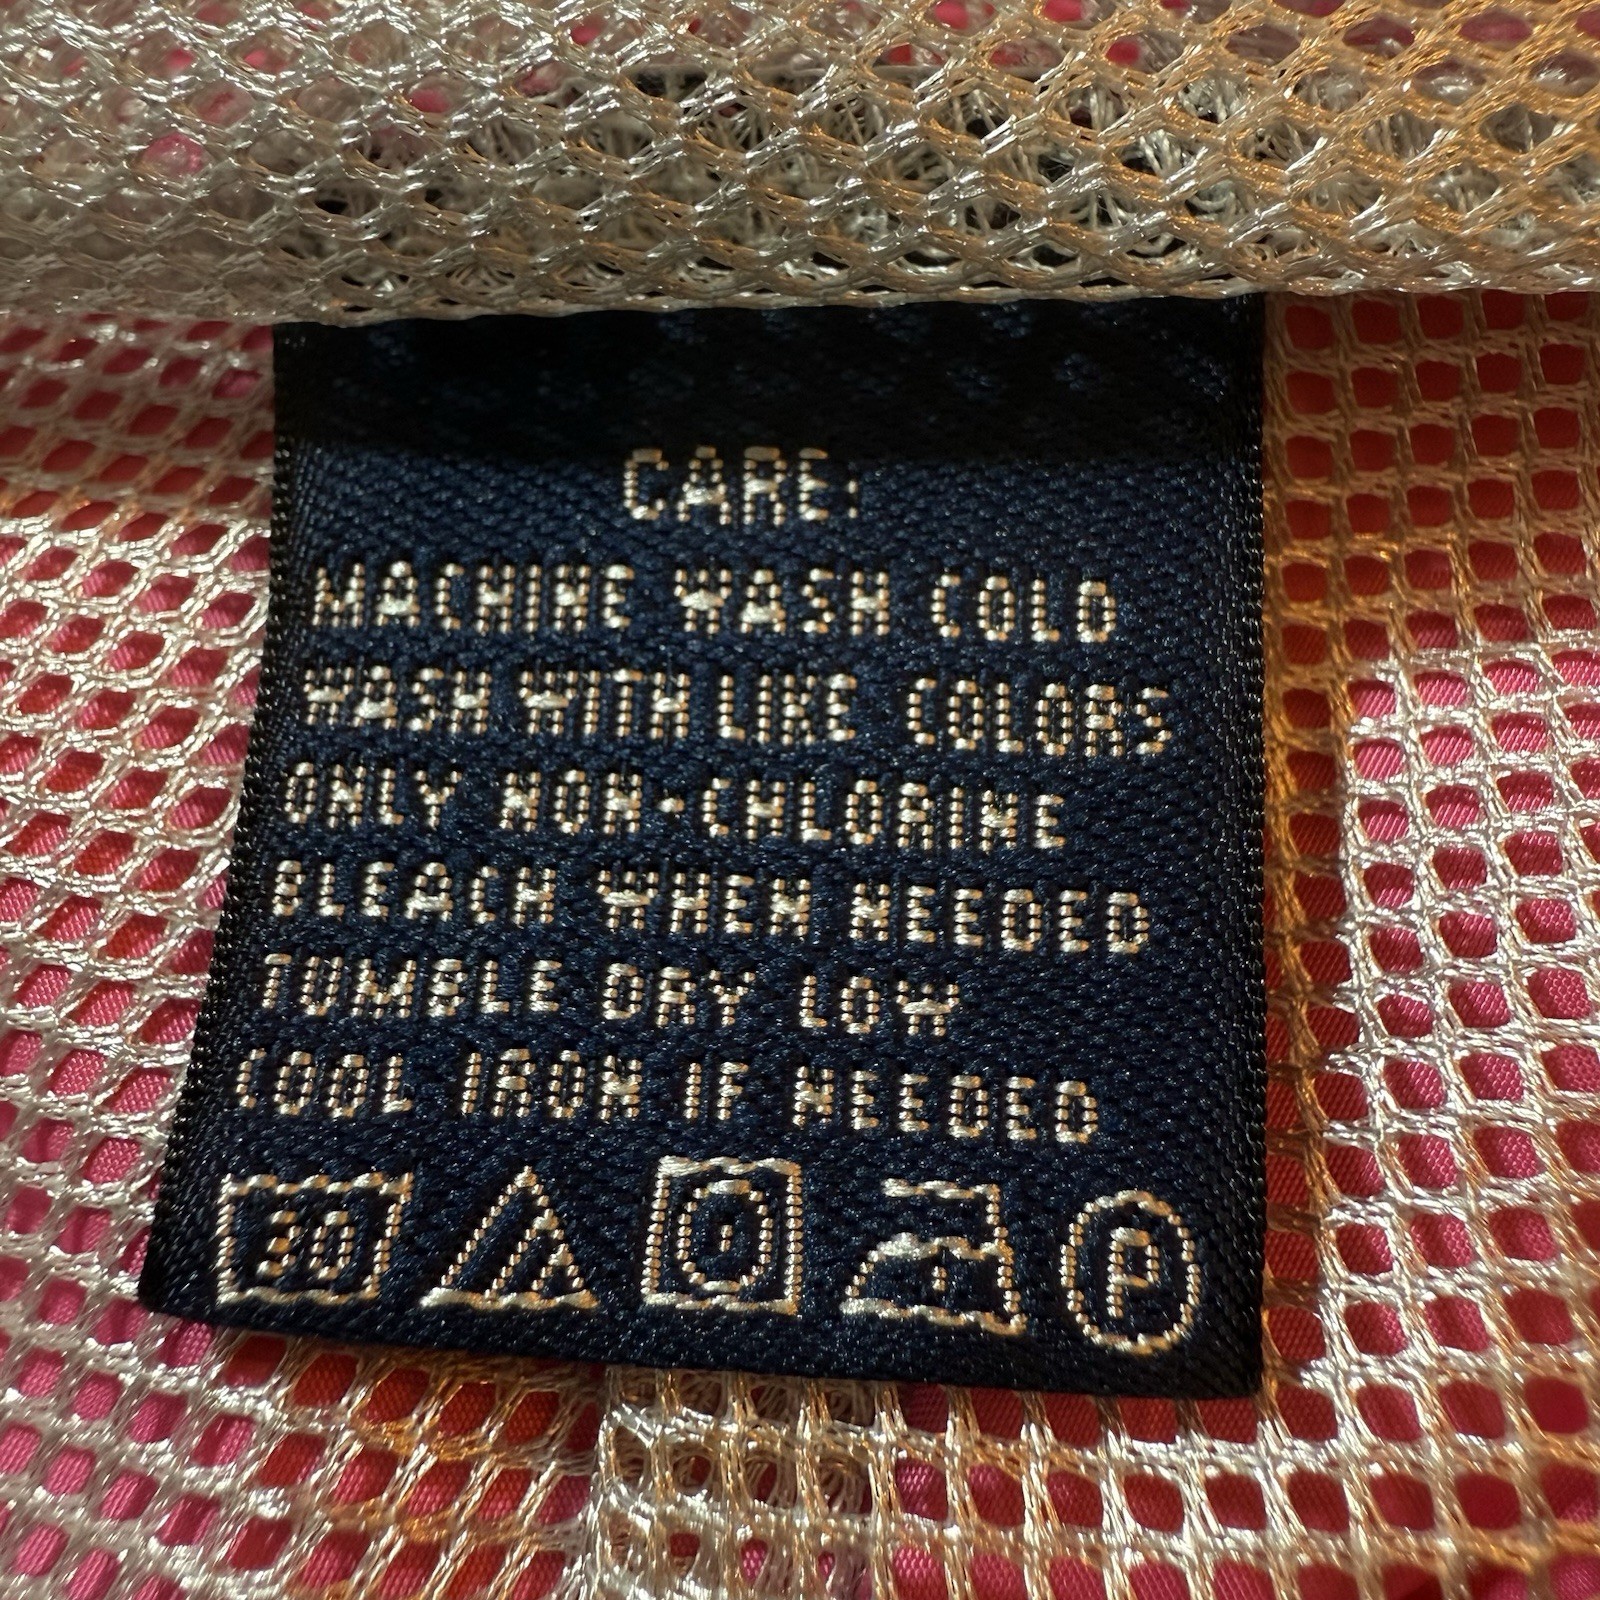 CARE:
MACHINE WASH COLD
WASH WITH LIKE COLORS
ONLY NON-CHLORINE
BLEACH WHEN NEEDED
TUMBLE DRY LOW
COOL IRON IF NEEDED
30 P